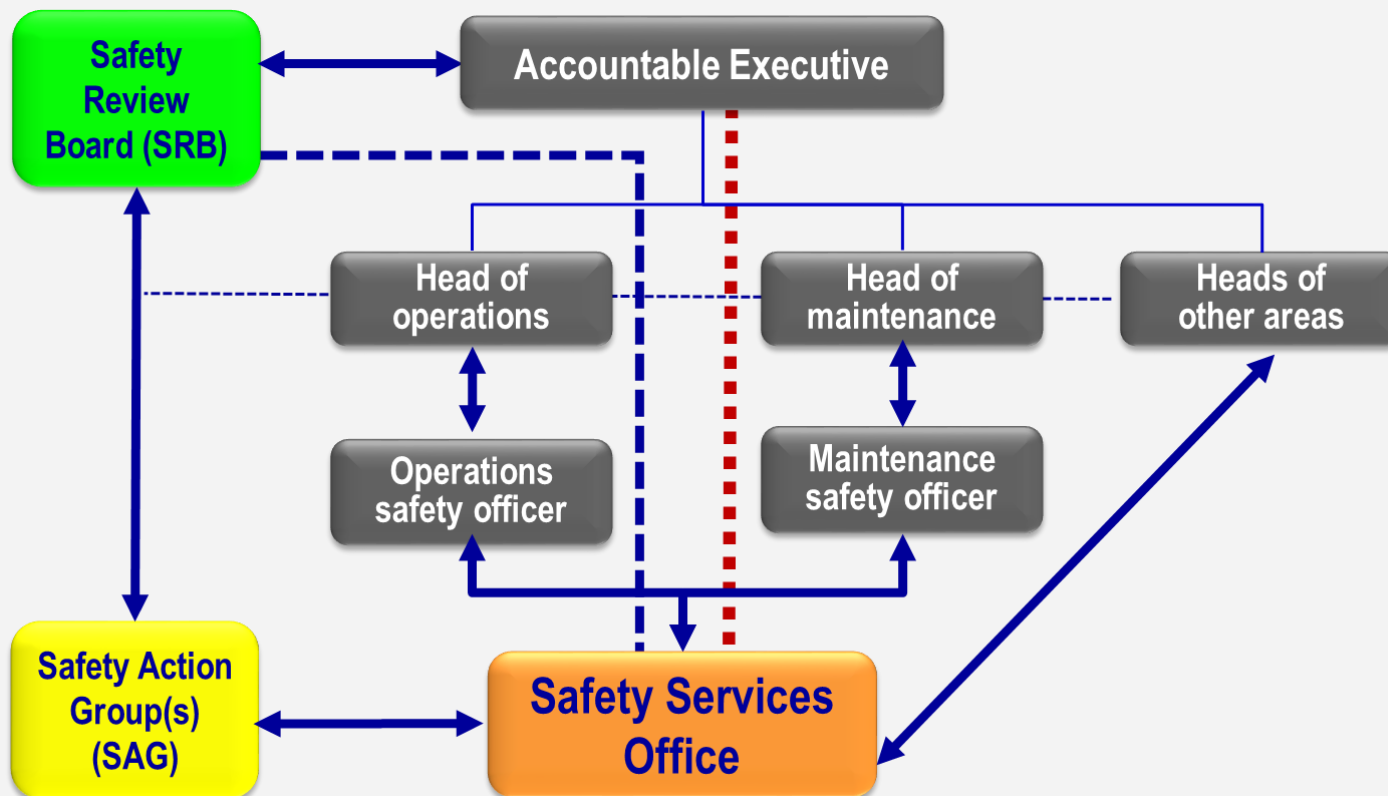 Safety
Review
Board (SRB)
Accountable Executive
Head of
operations
Head of
maintenance
Heads of
other areas
Operations
safety officer
Maintenance
safety officer
Safety Action
Group(s)
(SAG)
Safety Services
Office